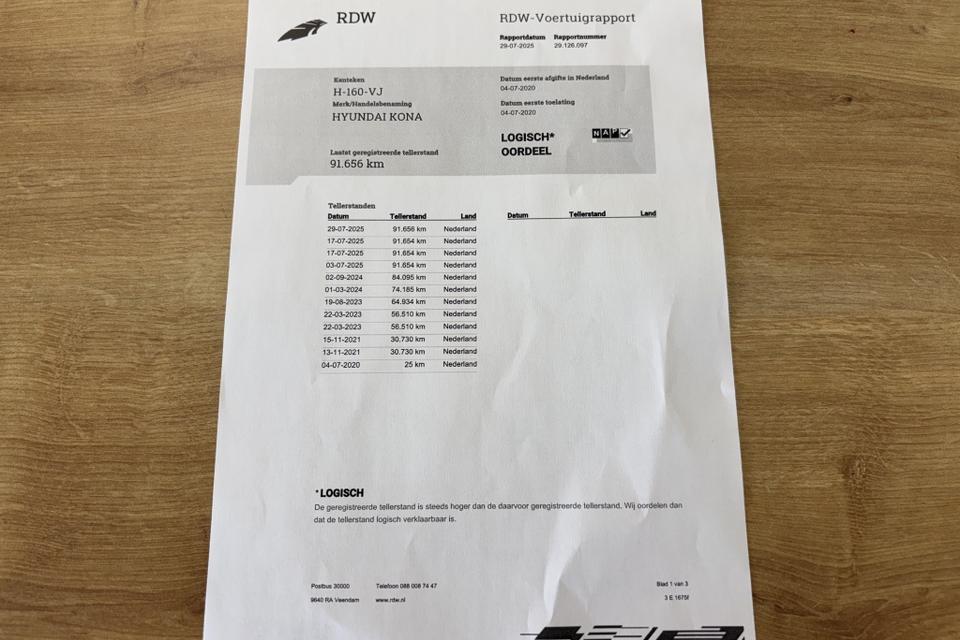 RDW
RDW-Voertuigrapport
Rapportdatum Rapportnummer
29-07-2025 29.126.097
Kenteken
H-160-VJ
Merk/Handelsbenaming
HYUNDAI KONA
Laatst geregistreerde tellerstand
91.656 km
Datum eerste afgifte in Nederland
04-07-2020
Datum eerste toelating
04-07-2020
LOGISCH*
OORDEEL
NAP
Tellerstanden
Datum Tellerstand Land
29-07-2025 91.656 km Nederland
17-07-2025 91.654 km Nederland
17-07-2025 91.654 km Nederland
03-07-2025 91.654 km Nederland
02-09-2024 84.095 km Nederland
01-03-2024 74.185 km Nederland
19-08-2023 64.934 km Nederland
22-03-2023 56.510 km Nederland
22-03-2023 56.510 km Nederland
15-11-2021 30.730 km Nederland
13-11-2021 30.730 km Nederland
04-07-2020 25 km Nederland
Datum Tellerstand Land
*LOGISCH
De geregistreerde tellerstand is steeds hoger dan de daarvoor geregistreerde tellerstand. Wij oordelen dan
dat de tellerstand logisch verklaarbaar is.
Postbus 30000 Telefoon 088 008 74 47
9640 RA Veendam www.rdw.nl
Blad 1 van 3
3 E 1675f